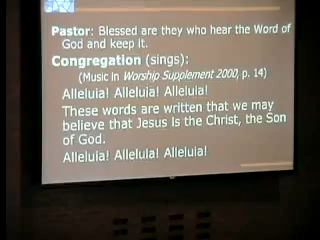 Pastor: Blessed are they who hear the Word of
God and keep it.
Congregation (sings):
(Music in Worship Supplement 2000, p. 14)
Alleluia! Alleluia! Alleluia!
These words are written that we may
believe that Jesus is the Christ, the Son
of God.
Alleluia! Alleluia! Alleluia!